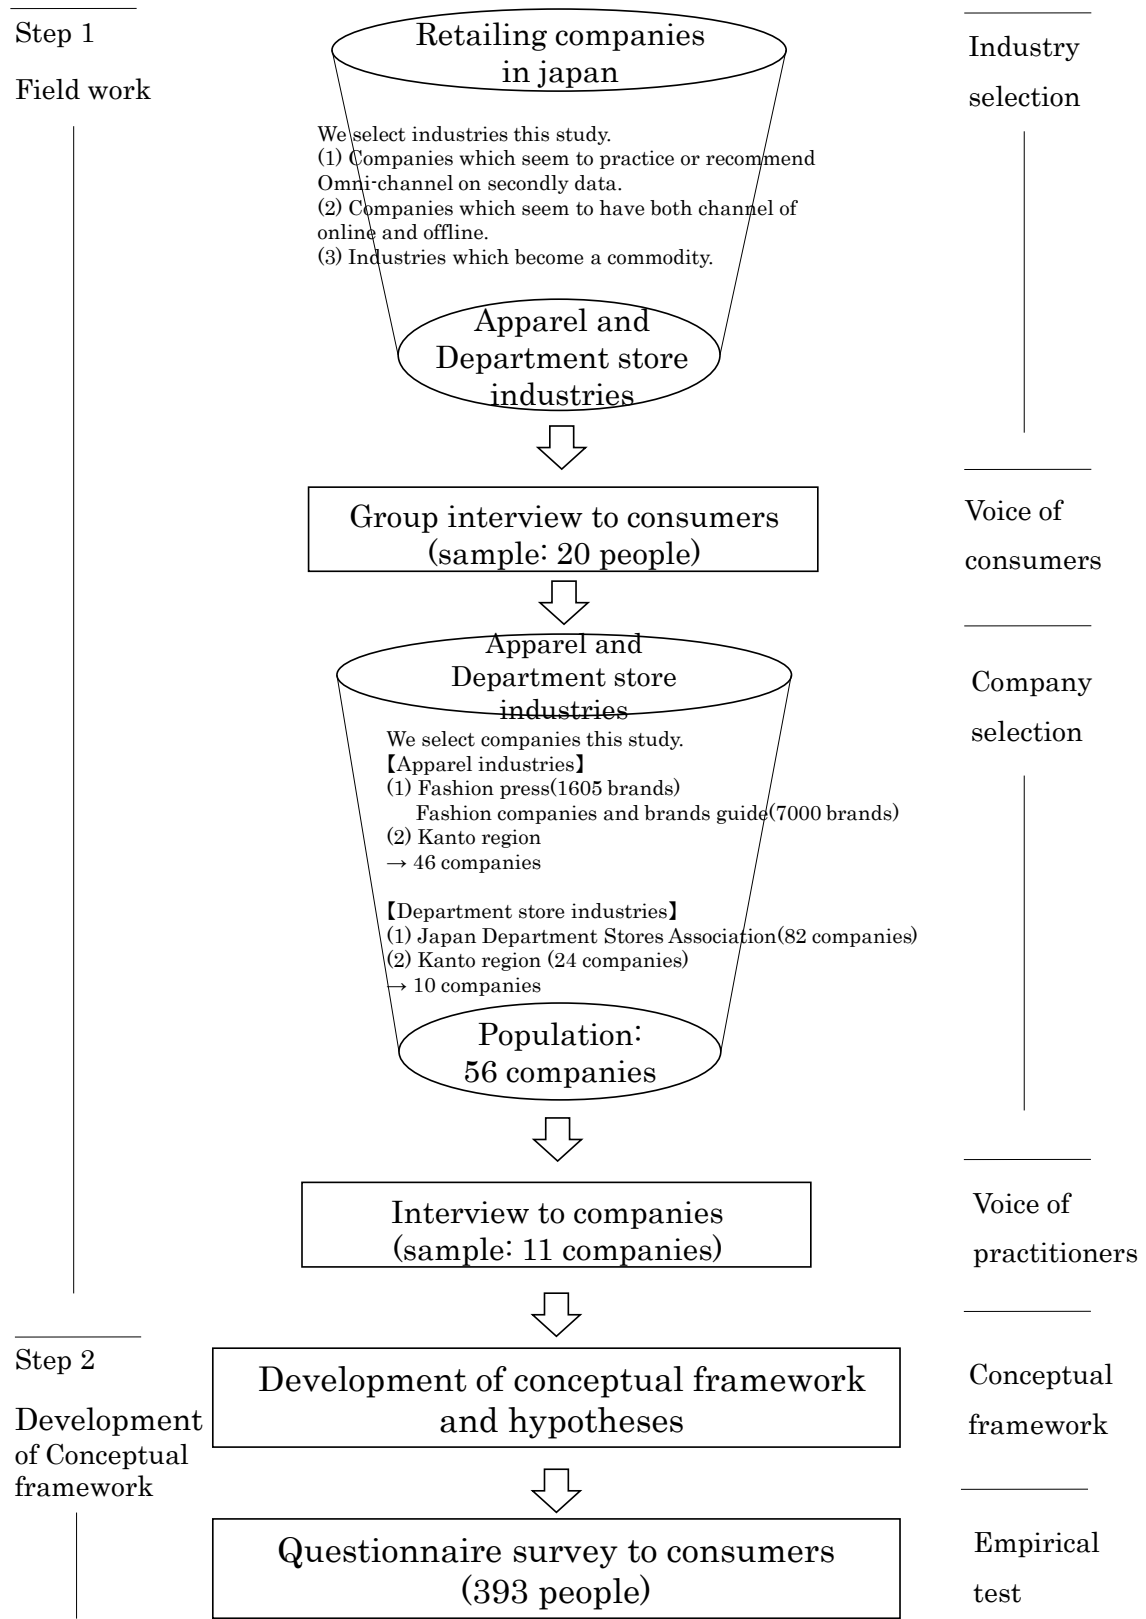 Step 1
Field work
Retailing companies
in japan
Industry
selection
We select industries this study.
(1) Companies which seem to practice or recommend
Omni-channel on secondly data.
(2) Companies which seem to have both channel of
online and offline.
(3) Industries which become a commodity.
Apparel and
Department store
industries
Group interview to consumers
(sample: 20 people)
Voice of
consumers
Apparel and
Department store
industries
Company
selection
We select companies this study.
【Apparel industries】
(1) Fashion press(1605 brands)
Fashion companies and brands guide(7000 brands)
(2) Kanto region
→ 46 companies
【Department store industries】
(1) Japan Department Stores Association(82 companies)
(2) Kanto region (24 companies)
→ 10 companies
Population:
56 companies
Interview to companies
(sample: 11 companies)
Voice of
practitioners
Step 2
Development
of Conceptual
framework
Development of conceptual framework
and hypotheses
Conceptual
framework
Questionnaire survey to consumers
(393 people)
Empirical
test